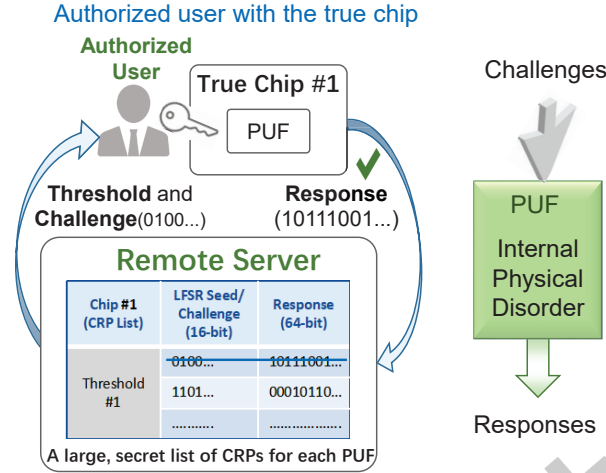 Authorized user with the true chip
Authorized
User
True Chip #1
PUF
Threshold and
Challenge(0100...)
Response
(10111001...)
Remote Server
Chip #1
(CRP List)
LFSR Seed/
Challenge
(16-bit)
Response
(64-bit)
Threshold
#1
0100... 10111001...
1101... 00010110...
........... ...................
A large, secret list of CRPs for each PUF
Challenges
PUF
Internal
Physical
Disorder
Responses